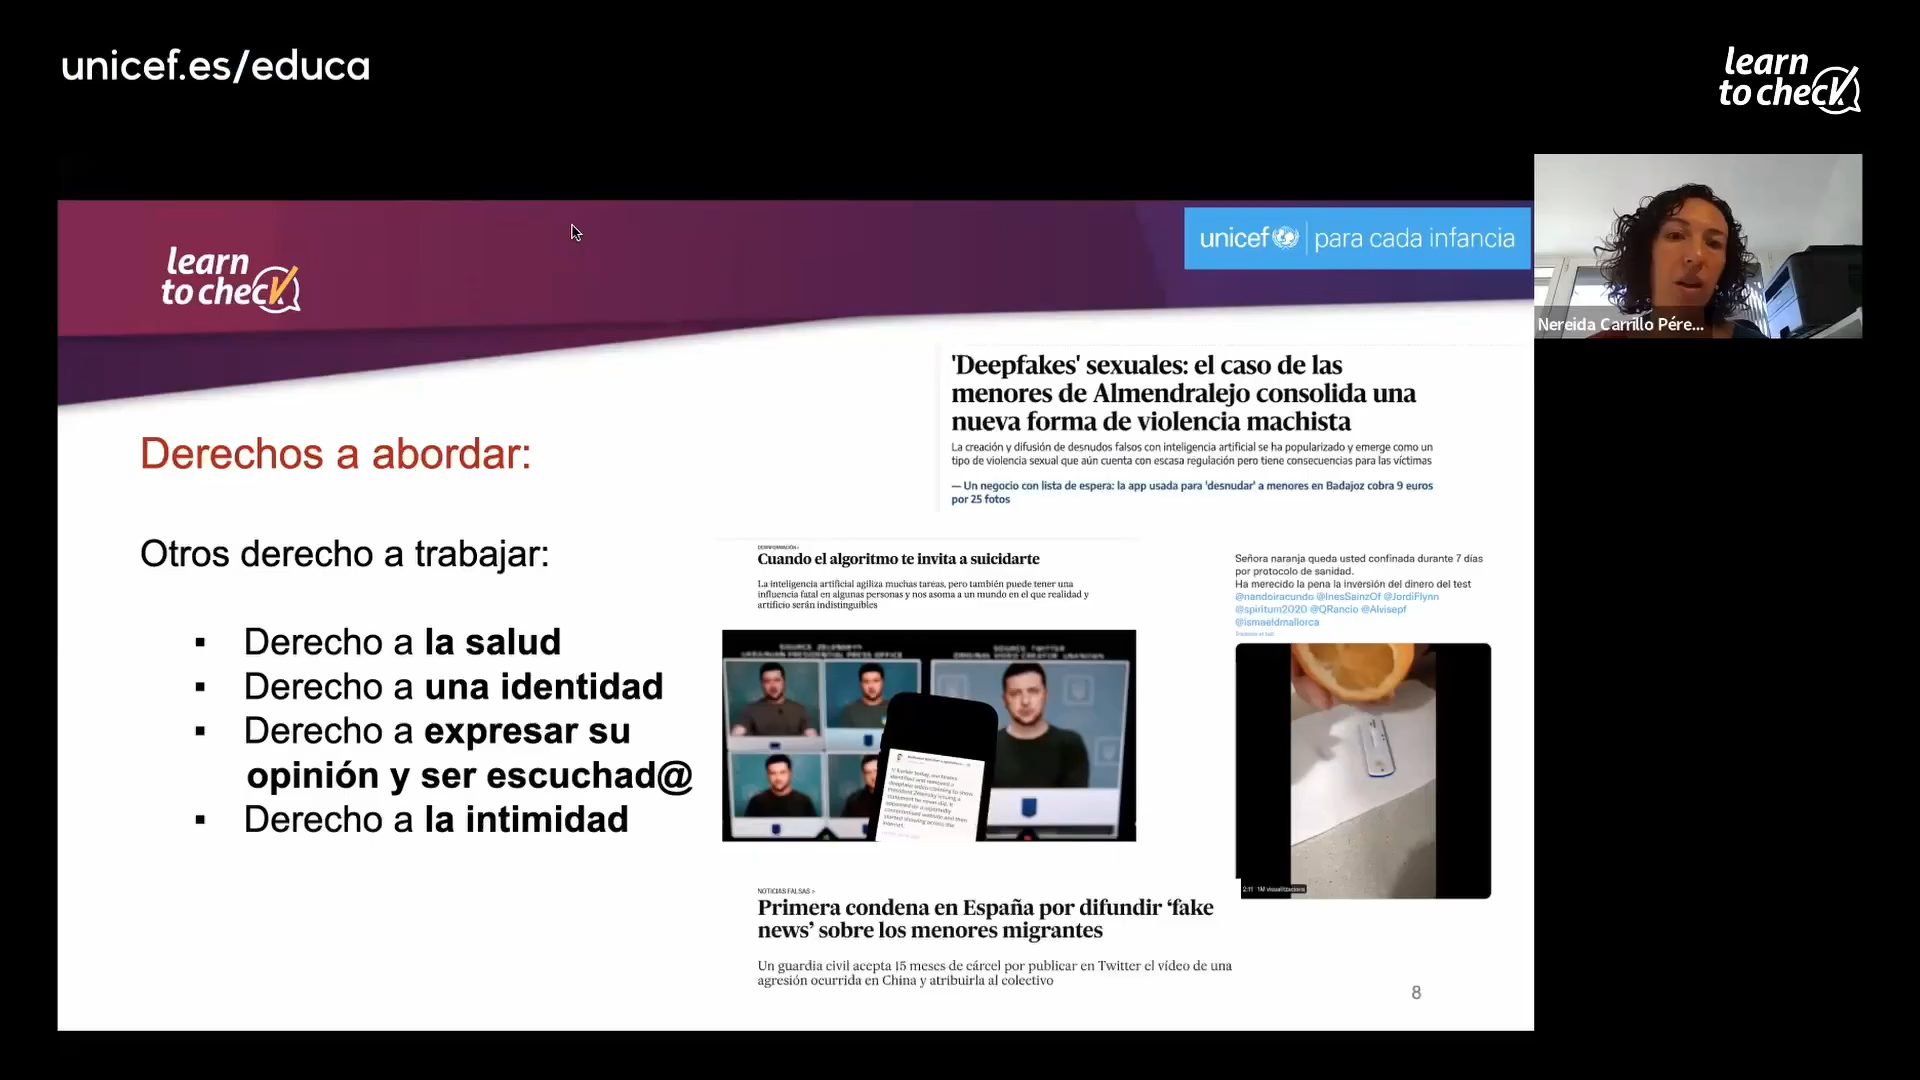 unicef.es/educa
learn
to check
learn
to check
unicef | para cada infancia
Nereida Carrillo Pére...
'Deepfakes' sexuales: el caso de las
menores de Almendralejo consolida una
nueva forma de violencia machista
La creación y difusión de desnudos falsos con inteligencia artificial se ha popularizado y emerge como un
tipo de violencia sexual que aún cuenta con escasa regulación pero tiene consecuencias para las víctimas
— Un negocio con lista de espera: la app usada para 'desnudar' a menores en Badajoz cobra 9 euros
por 25 fotos
Derechos a abordar:
Otros derecho a trabajar:
▪ Derecho a la salud
▪ Derecho a una identidad
▪ Derecho a expresar su
opinión y ser escuchad@
▪ Derecho a la intimidad
DESINFORMACIÓN ›
Cuando el algoritmo te invita a suicidarte
La inteligencia artificial agiliza muchas tareas, pero también puede tener una
influencia fatal en algunas personas y nos asoma a un mundo en el que realidad y
artificio serán indistinguibles
Señora naranja queda usted confinada durante 7 días
por protocolo de sanidad.
Ha merecido la pena la inversión del dinero del test
@nandoiracundo @InesSainzOf @JordiFlynn
@spiritum2020 @QRancio @Alvisepf
@ismaeldmallorca
2:11 1M visualizaciones
NOTICIAS FALSAS >
Primera condena en España por difundir ‘fake
news’ sobre los menores migrantes
Un guardia civil acepta 15 meses de cárcel por publicar en Twitter el vídeo de una
agresión ocurrida en China y atribuirla al colectivo
8